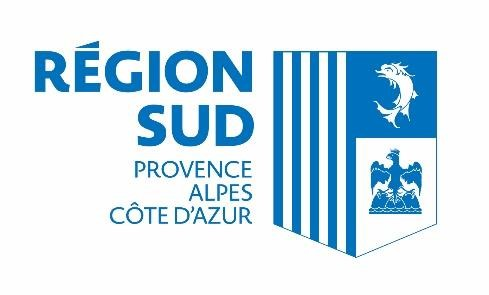 RÉGION
SUD
PROVENCE
ALPES
CÔTE D'AZUR